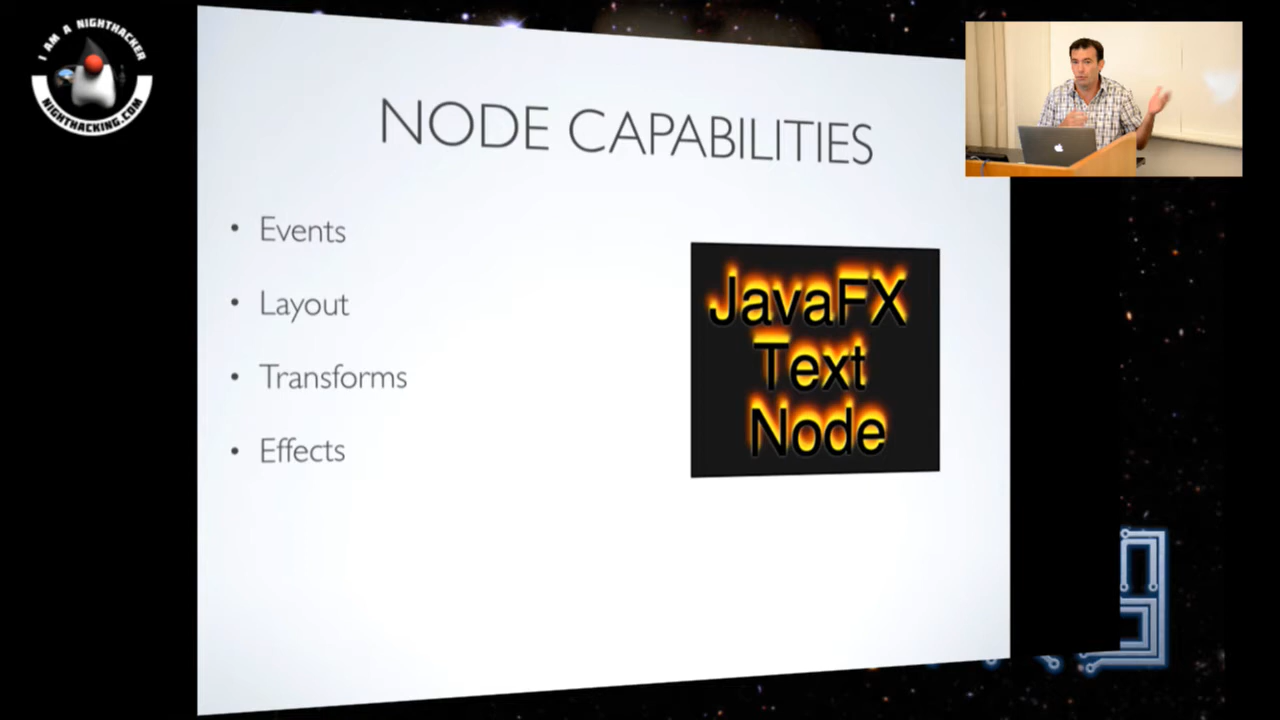 I AM A NIGHTHACKER
NIGHTHACKING.COM
NODE CAPABILITIES
• Events
• Layout
• Transforms
• Effects
JavaFX
Text
Node